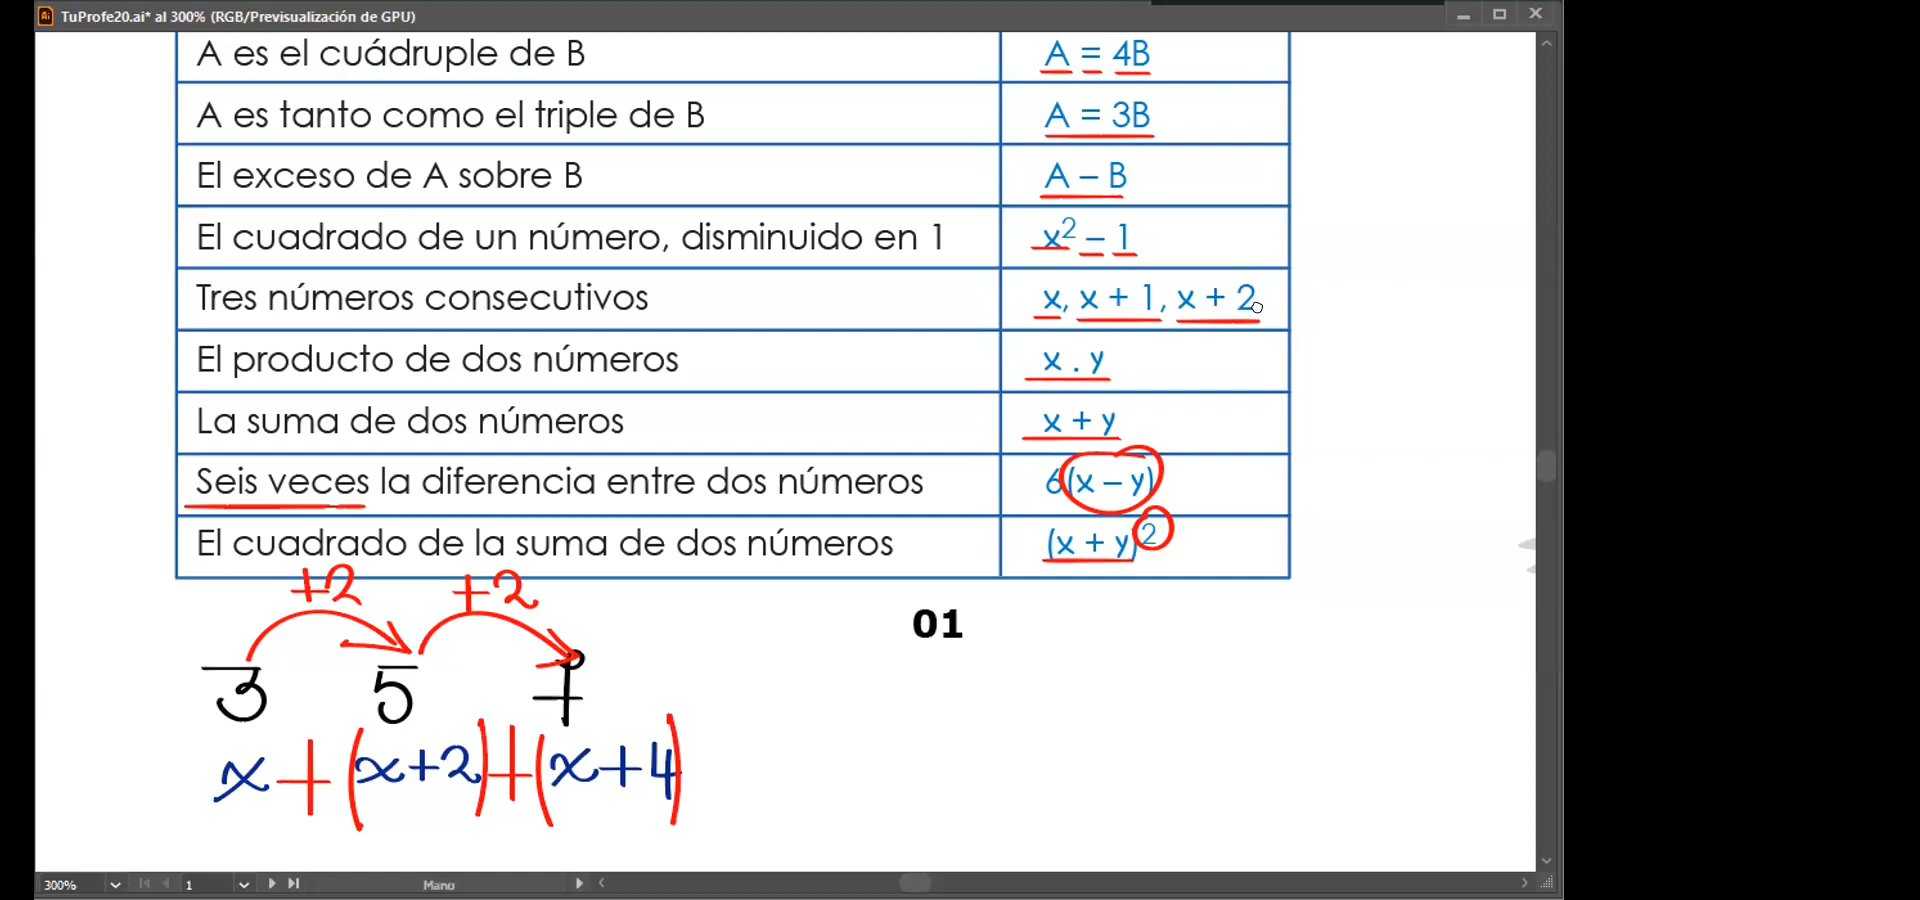 TuProfe20.ai* al 300% (RGB/Previsualización de GPU)
A es el cuádruple de B A = 4B
A es tanto como el triple de B A = 3B
El exceso de A sobre B A – B
El cuadrado de un número, disminuido en 1 x² – 1
Tres números consecutivos x, x + 1, x + 2
El producto de dos números x . y
La suma de dos números x + y
Seis veces la diferencia entre dos números 6(x – y)
El cuadrado de la suma de dos números (x + y)²
+2 +2
01
3 5 7
x + (x+2) + (x+4)
300% 1 Mano